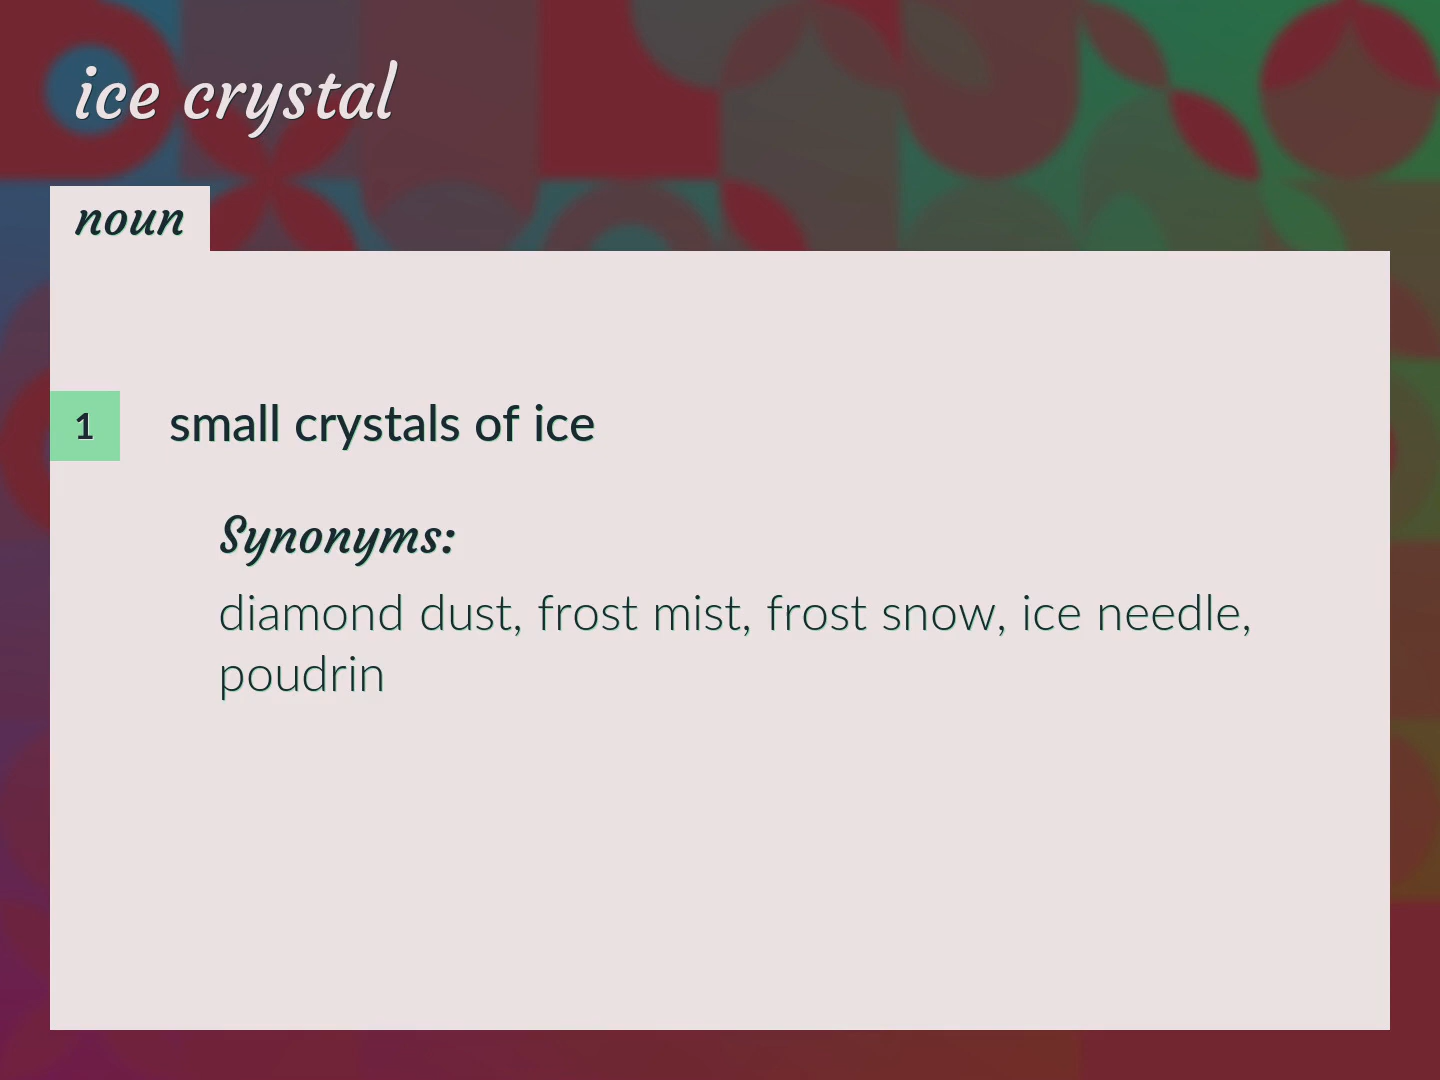 ice crystal
noun
1
small crystals of ice
Synonyms:
diamond dust, frost mist, frost snow, ice needle,
poudrin